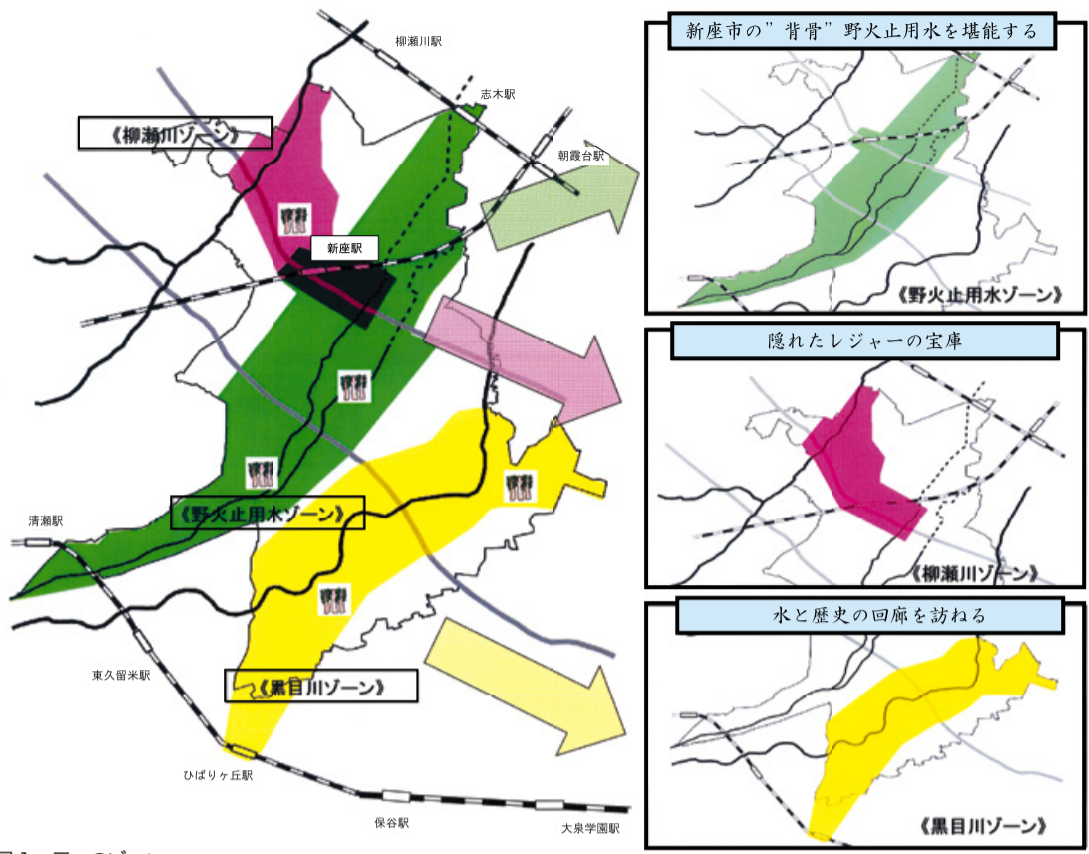 柳瀬川駅
志木駅
《柳瀬川ゾーン》
朝霞台駅
新座駅
《野火止用水ゾーン》
清瀬駅
東久留米駅
《黒目川ゾーン》
ひばりヶ丘駅
保谷駅
大泉学園駅
新座市の”背骨”野火止用水を堪能する
《野火止用水ゾーン》
隠れたレジャーの宝庫
《柳瀬川ゾーン》
水と歴史の回廊を訪ねる
《黒目川ゾーン》